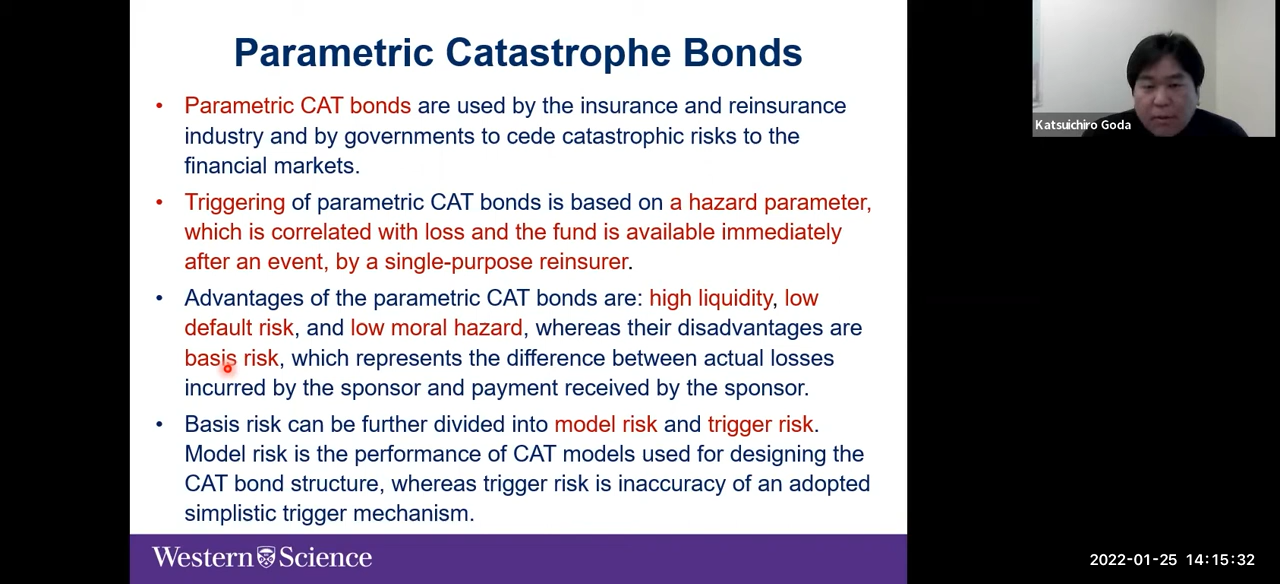 Parametric Catastrophe Bonds
• Parametric CAT bonds are used by the insurance and reinsurance
industry and by governments to cede catastrophic risks to the
financial markets.
• Triggering of parametric CAT bonds is based on a hazard parameter,
which is correlated with loss and the fund is available immediately
after an event, by a single-purpose reinsurer.
• Advantages of the parametric CAT bonds are: high liquidity, low
default risk, and low moral hazard, whereas their disadvantages are
basis risk, which represents the difference between actual losses
incurred by the sponsor and payment received by the sponsor.
• Basis risk can be further divided into model risk and trigger risk.
Model risk is the performance of CAT models used for designing the
CAT bond structure, whereas trigger risk is inaccuracy of an adopted
simplistic trigger mechanism.
Western Science
Katsuichiro Goda
2022-01-25 14:15:32